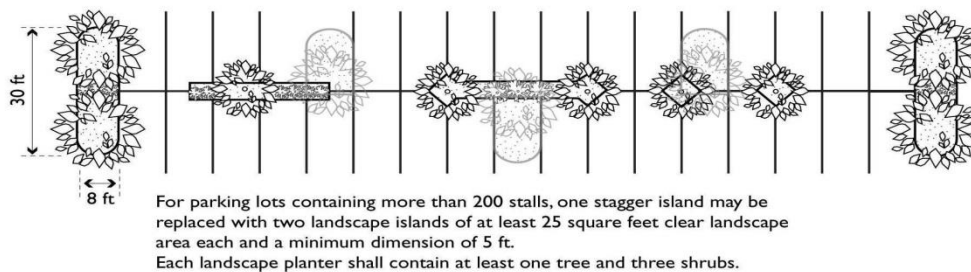 30 ft
8 ft
For parking lots containing more than 200 stalls, one stagger island may be
replaced with two landscape islands of at least 25 square feet clear landscape
area each and a minimum dimension of 5 ft.
Each landscape planter shall contain at least one tree and three shrubs.